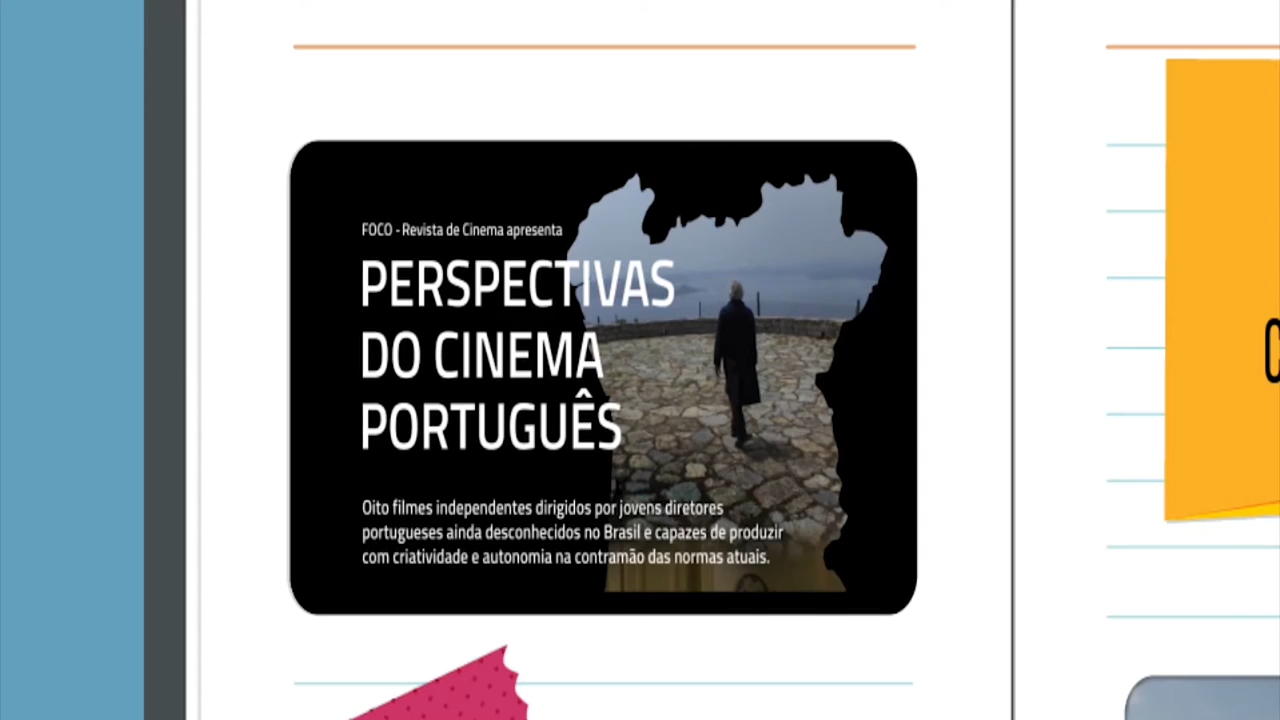 FOCO - Revista de Cinema apresenta
PERSPECTIVAS
DO CINEMA
PORTUGUÊS
Oito filmes independentes dirigidos por jovens diretores
portugueses ainda desconhecidos no Brasil e capazes de produzir
com criatividade e autonomia na contramão das normas atuais.